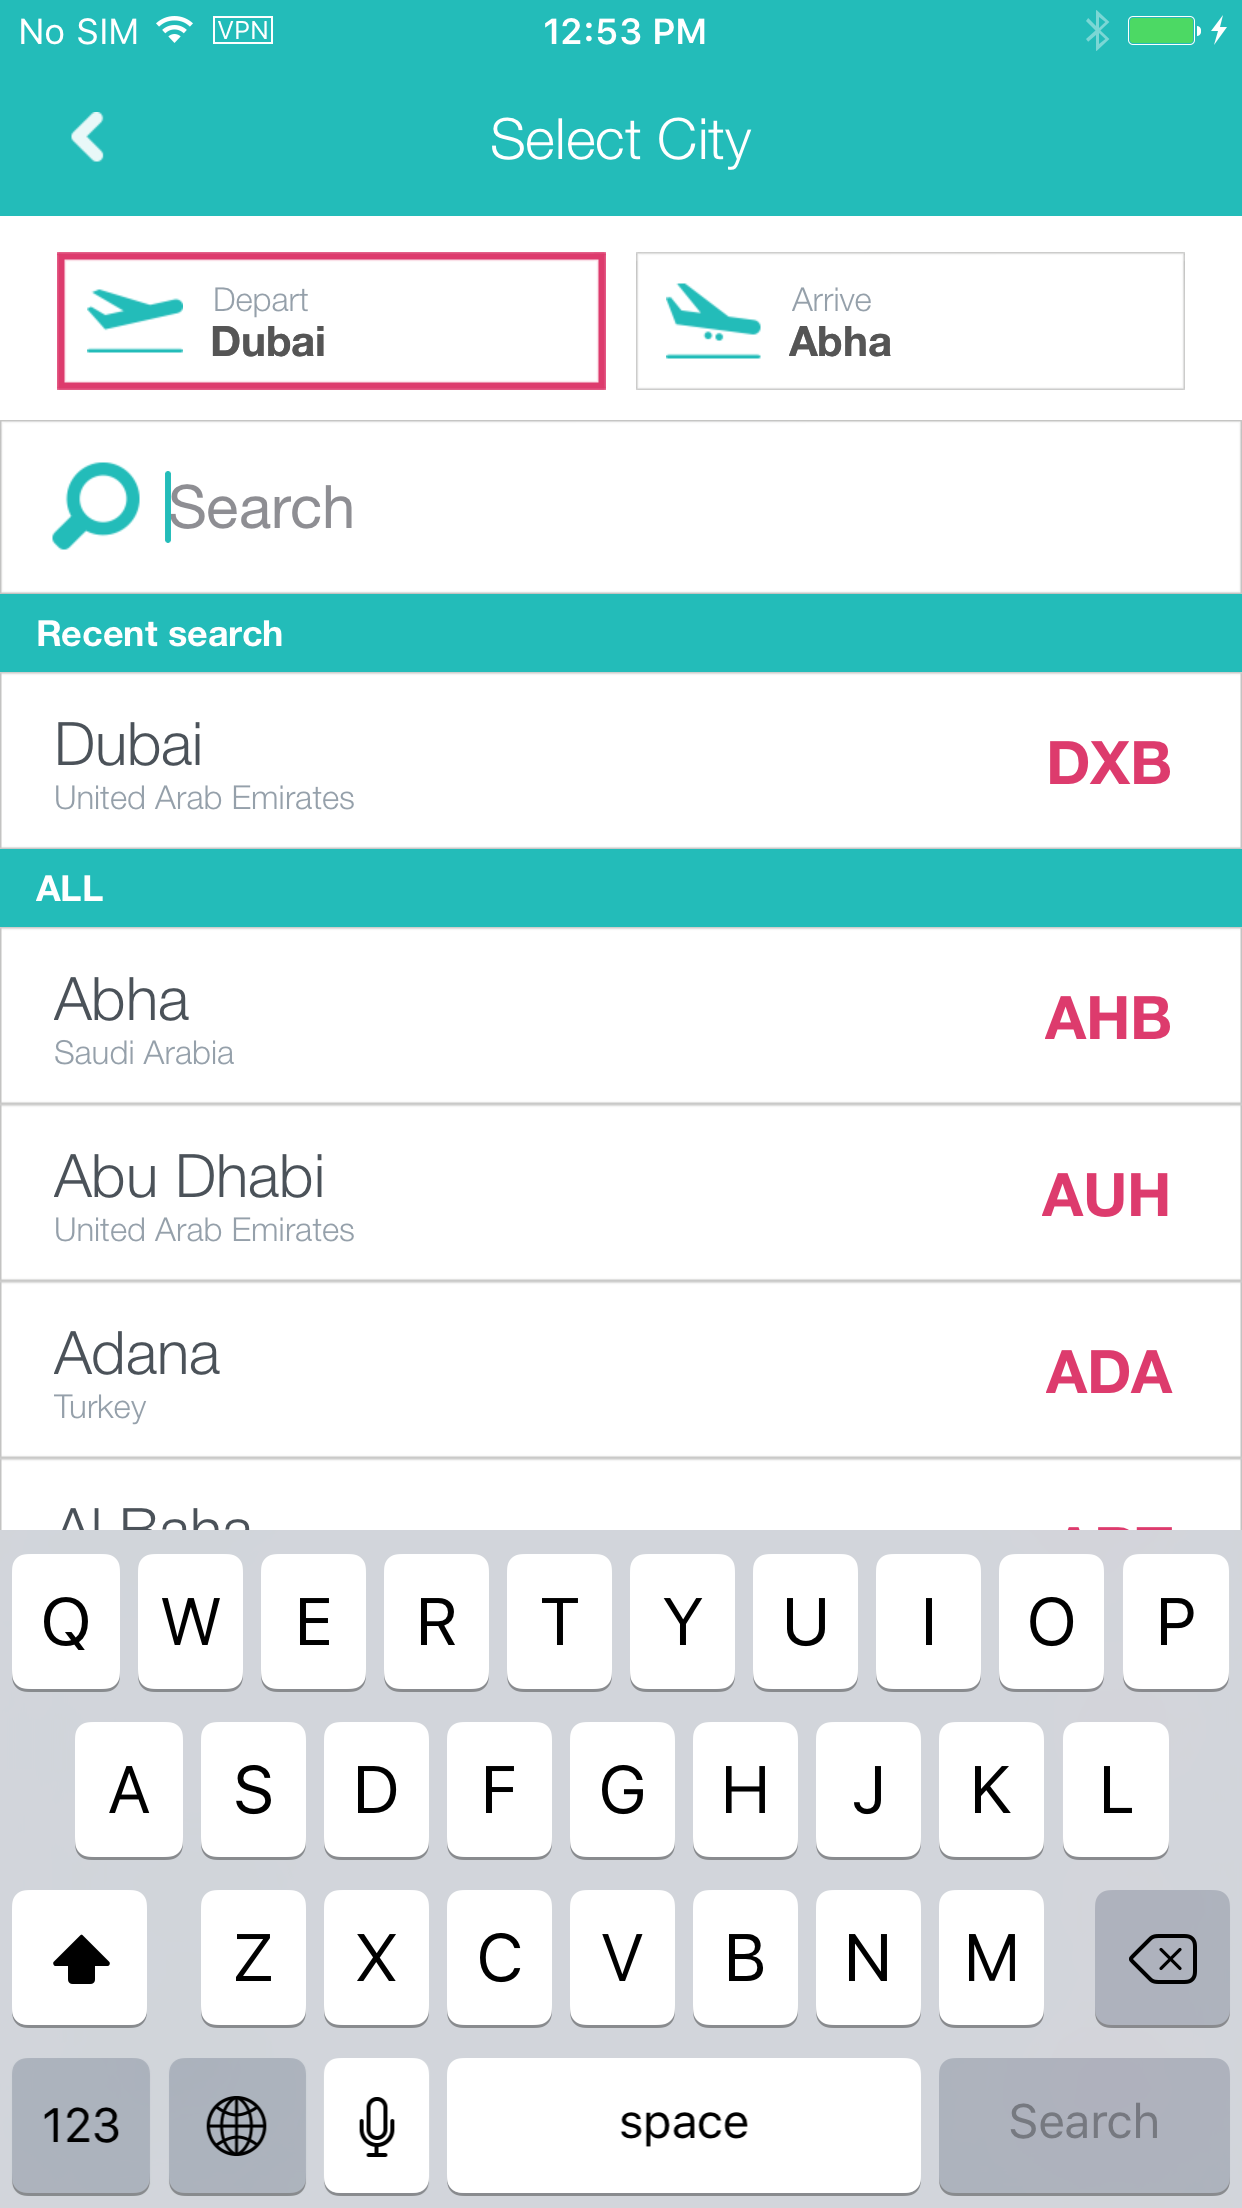 No SIM VPN 12:53 PM
Select City
Depart
Dubai
Arrive
Abha
Search
Recent search
Dubai
United Arab Emirates
DXB
ALL
Abha
Saudi Arabia
AHB
Abu Dhabi
United Arab Emirates
AUH
Adana
Turkey
ADA
Q W E R T Y U I O P
A S D F G H J K L
Z X C V B N M
123 space Search